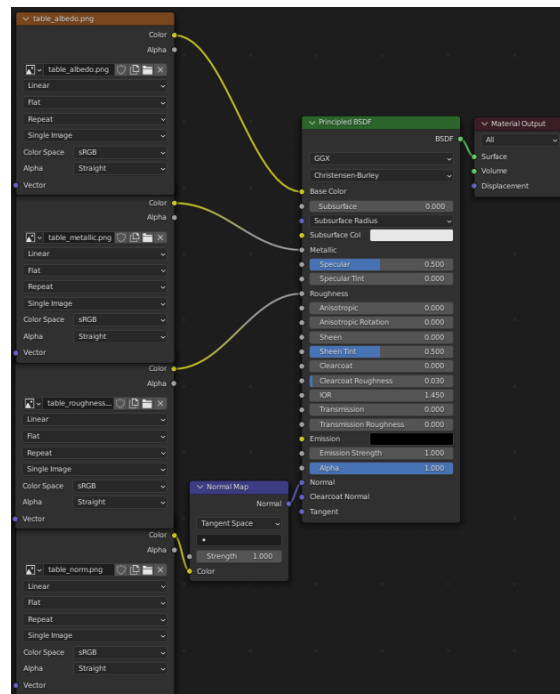 table_albedo.png
Color
Alpha
table_albedo.png
Linear
Flat
Repeat
Single Image
Color Space sRGB
Alpha Straight
Vector
Color
Alpha
table_metallic.png
Linear
Flat
Repeat
Single Image
Color Space sRGB
Alpha Straight
Vector
Color
Alpha
table_roughness...
Linear
Flat
Repeat
Single Image
Color Space sRGB
Alpha Straight
Vector
Color
Alpha
table_norm.png
Linear
Flat
Repeat
Single Image
Color Space sRGB
Alpha Straight
Vector
Normal Map
Normal
Tangent Space
Strength 1.000
Color
Principled BSDF
BSDF
GGX
Christensen-Burley
Base Color
Subsurface 0.000
Subsurface Radius
Subsurface Col
Metallic
Specular 0.500
Specular Tint 0.000
Roughness
Anisotropic 0.000
Anisotropic Rotation 0.000
Sheen 0.000
Sheen Tint 0.500
Clearcoat 0.000
Clearcoat Roughness 0.030
IOR 1.450
Transmission 0.000
Transmission Roughness 0.000
Emission
Emission Strength 1.000
Alpha 1.000
Normal
Clearcoat Normal
Tangent
Material Output
All
Surface
Volume
Displacement